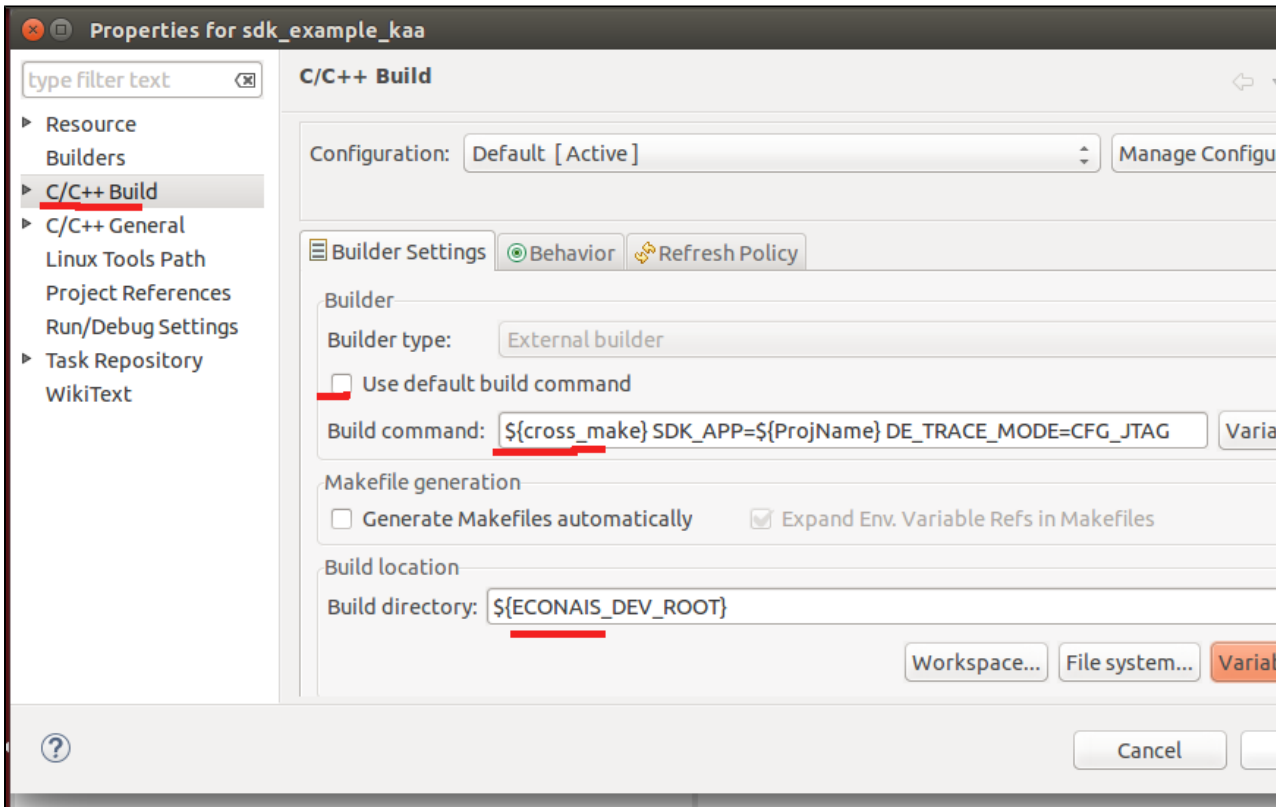 Properties for sdk_example_kaa
type filter text
Resource
Builders
C/C++ Build
C/C++ General
Linux Tools Path
Project References
Run/Debug Settings
Task Repository
WikiText
C/C++ Build
Configuration: Default [ Active ] Manage Configu
Builder Settings Behavior Refresh Policy
Builder
Builder type: External builder
Use default build command
Build command: ${cross_make} SDK_APP=${ProjName} DE_TRACE_MODE=CFG_JTAG Varia
Makefile generation
Generate Makefiles automatically Expand Env. Variable Refs in Makefiles
Build location
Build directory: ${ECONAIS_DEV_ROOT}
Workspace... File system... Variab
? Cancel